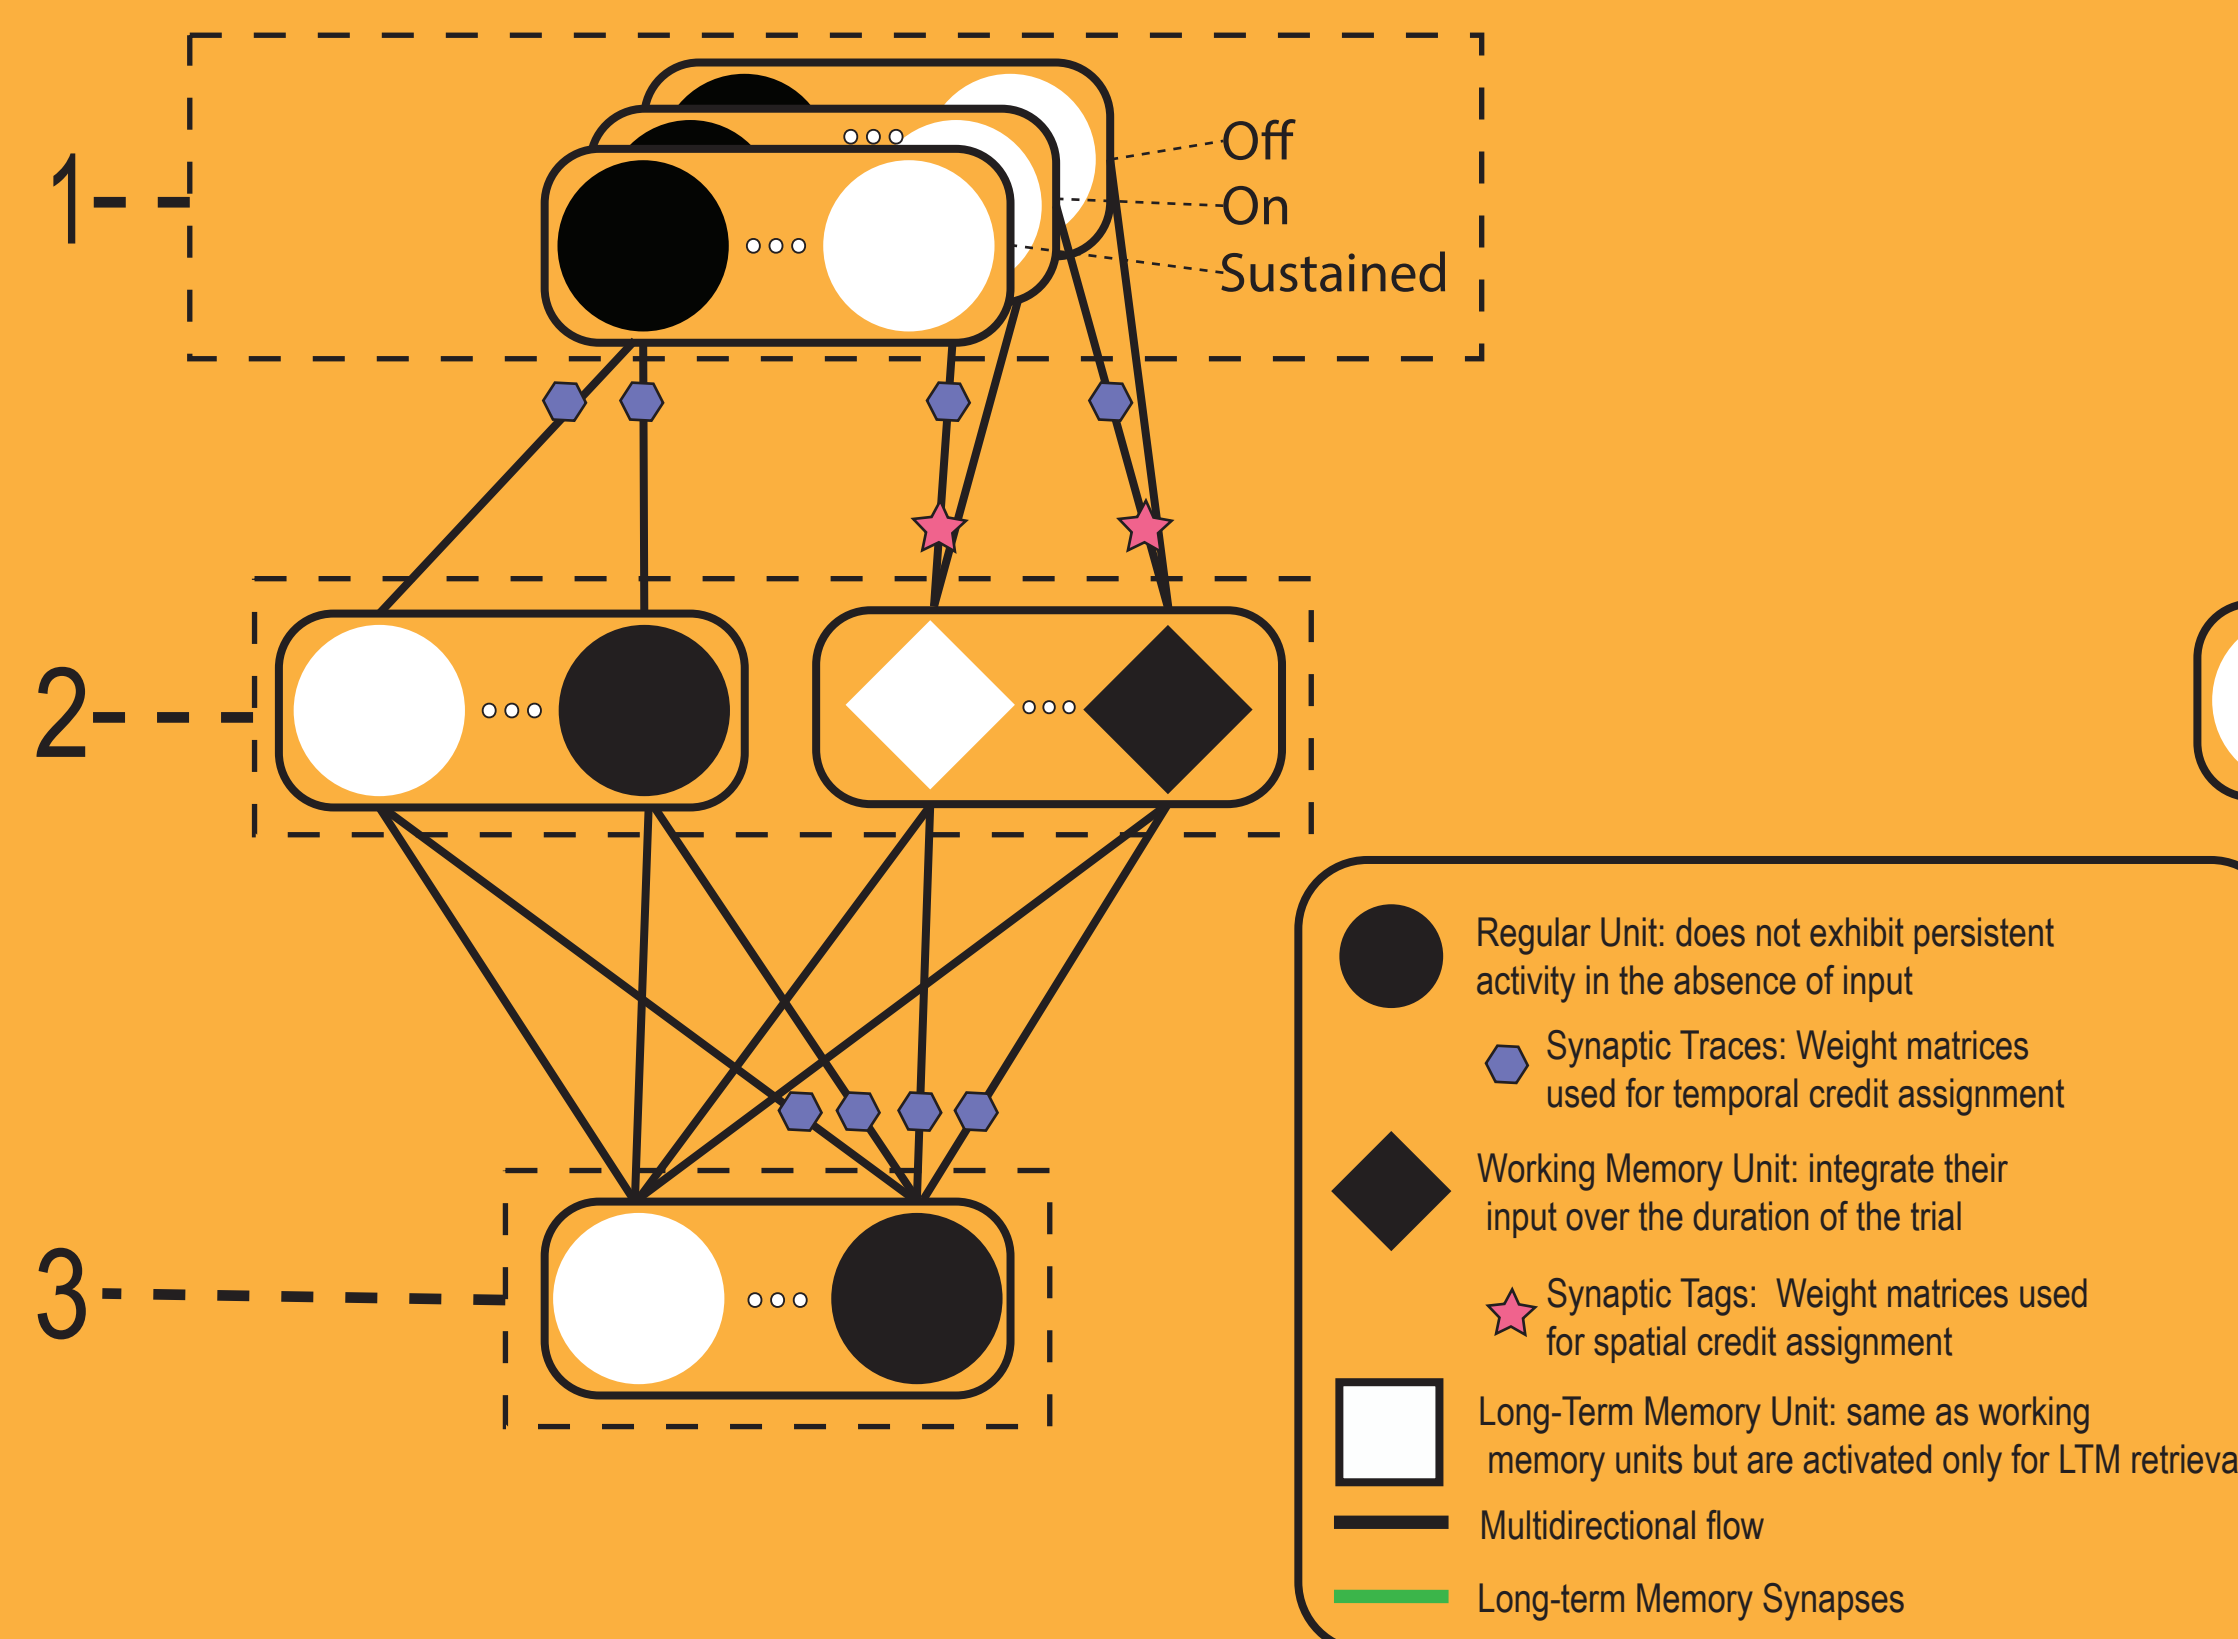 1
Off
On
Sustained
2
3
Regular Unit: does not exhibit persistent
activity in the absence of input
Synaptic Traces: Weight matrices
used for temporal credit assignment
Working Memory Unit: integrate their
input over the duration of the trial
Synaptic Tags: Weight matrices used
for spatial credit assignment
Long-Term Memory Unit: same as working
memory units but are activated only for LTM retrieva
Multidirectional flow
Long-term Memory Synapses